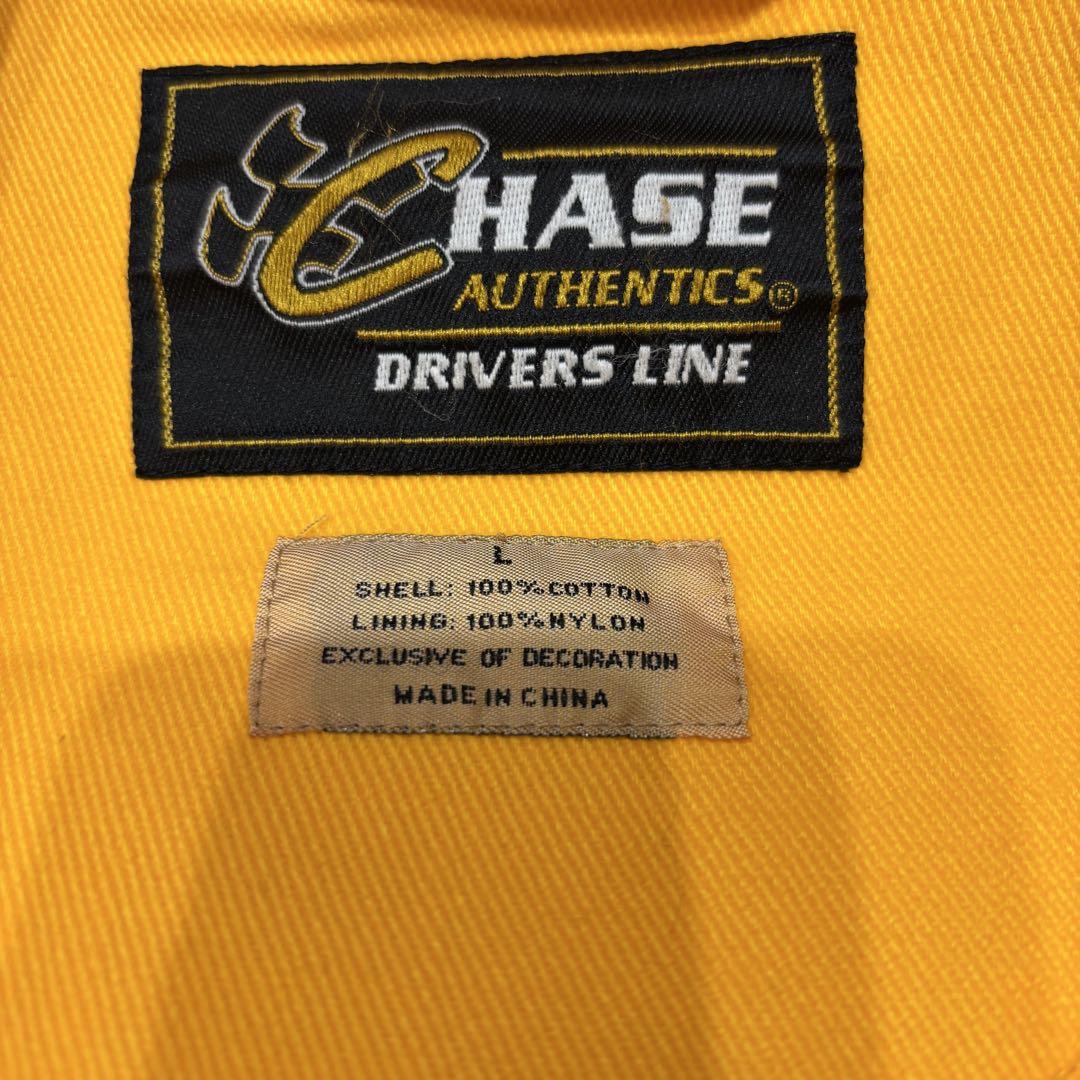 CHASE
AUTHENTICS®
DRIVERS LINE
L
SHELL: 100% COTTON
LINING: 100% NYLON
EXCLUSIVE OF DECORATION
MADE IN CHINA